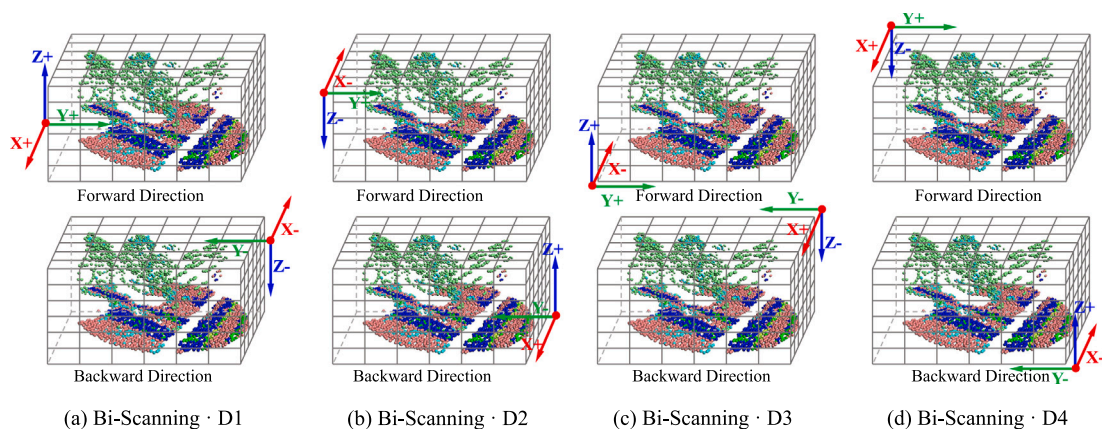 Z+
Y+
X+
Forward Direction
X-
Y+
Z-
Forward Direction
Z+
X-
Y+
Forward Direction
Y+
X+
Z-
Forward Direction
X-
Y-
Z-
Backward Direction
Z+
Y-
X+
Backward Direction
Y-
X+
Z-
Backward Direction
Z+
X-
Y-
Backward Direction
(a) Bi-Scanning · D1
(b) Bi-Scanning · D2
(c) Bi-Scanning · D3
(d) Bi-Scanning · D4